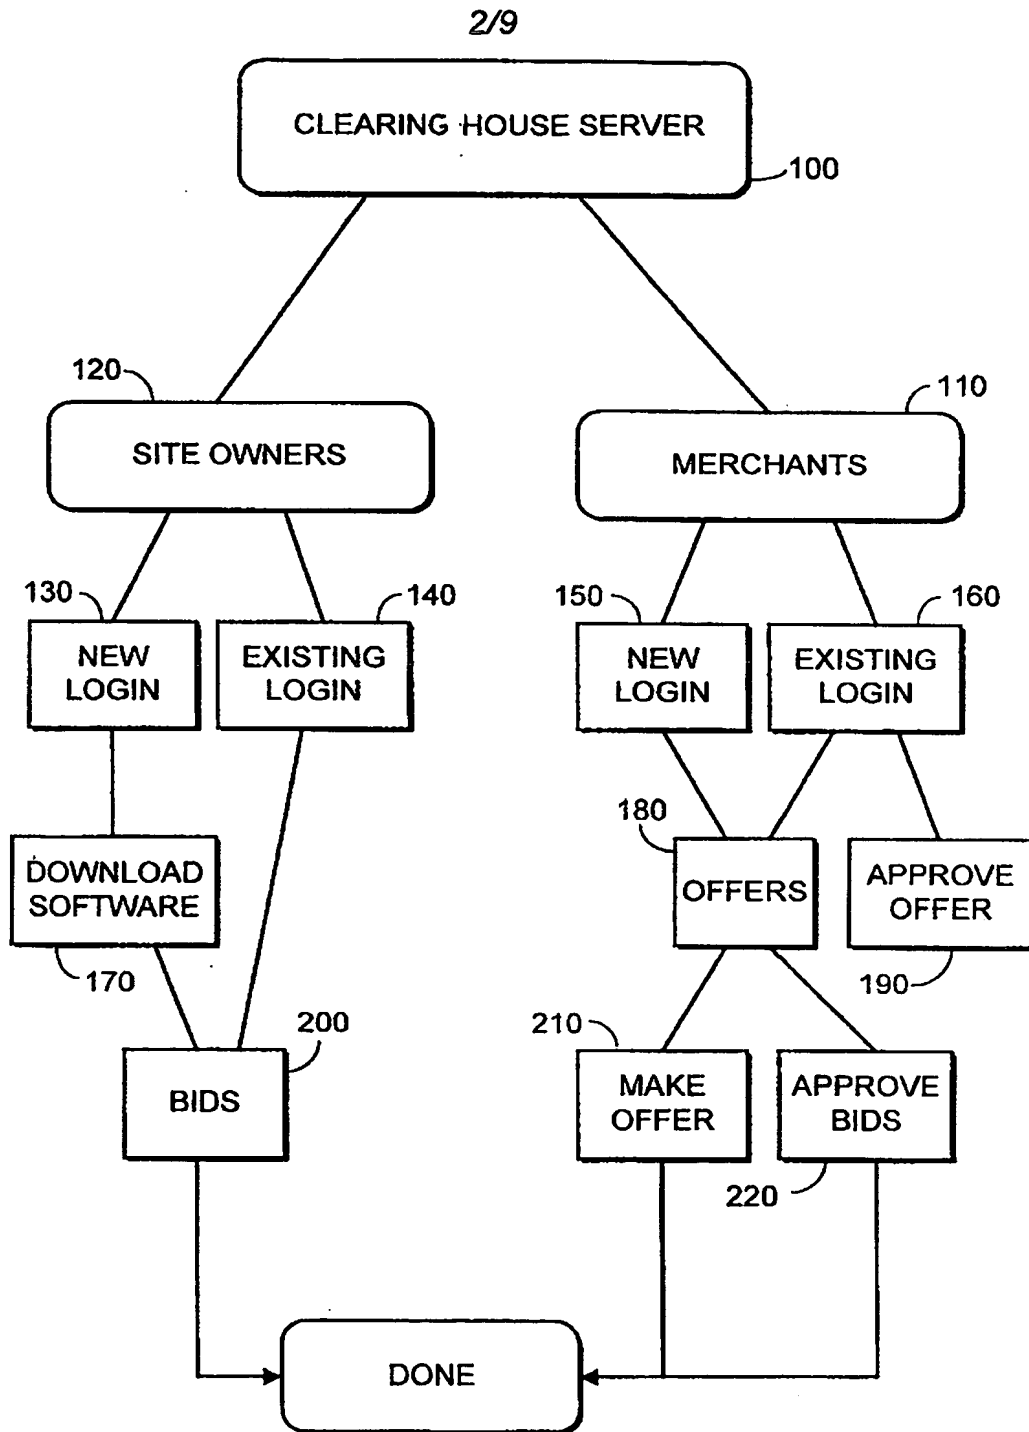 2/9
CLEARING HOUSE SERVER
100
120
110
SITE OWNERS
MERCHANTS
130
140
150
160
NEW
LOGIN
EXISTING
LOGIN
NEW
LOGIN
EXISTING
LOGIN
180
DOWNLOAD
SOFTWARE
OFFERS
APPROVE
OFFER
170
190
200
210
BIDS
MAKE
OFFER
APPROVE
BIDS
220
DONE